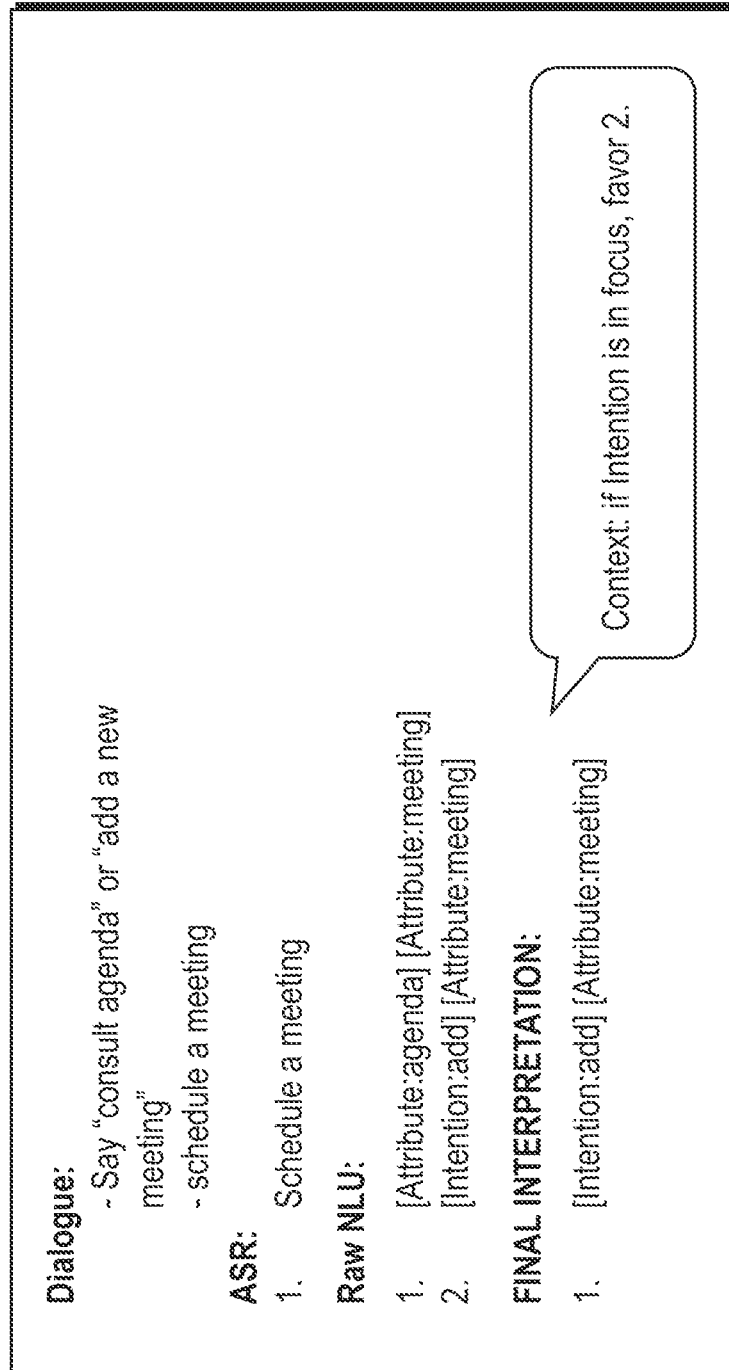 Dialogue:
- Say “consult agenda” or “add a new
meeting”
- schedule a meeting
ASR:
1. Schedule a meeting
Raw NLU:
1. [Attribute:agenda] [Attribute:meeting]
2. [Intention:add] [Attribute:meeting]
FINAL INTERPRETATION:
1. [Intention:add] [Attribute:meeting]
Context: if Intention is in focus, favor 2.